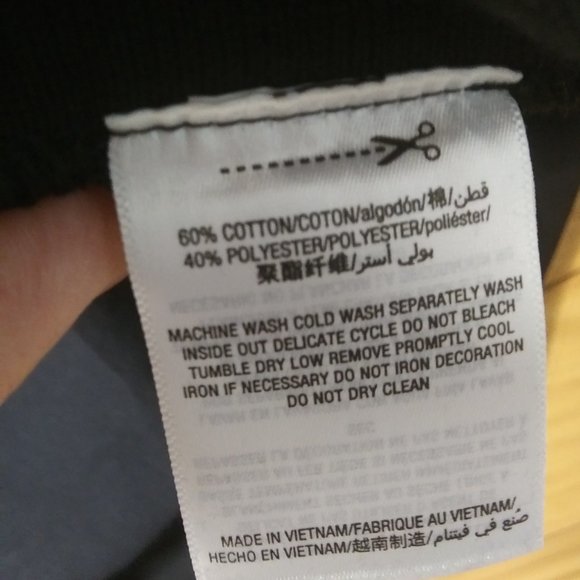 60% COTTON/COTON/algodón/棉/قطن/
40% POLYESTER/POLYESTER/poliéster/
聚酯纤维/بولي أستر
MACHINE WASH COLD WASH SEPARATELY WASH
INSIDE OUT DELICATE CYCLE DO NOT BLEACH
TUMBLE DRY LOW REMOVE PROMPTLY COOL
IRON IF NECESSARY DO NOT IRON DECORATION
DO NOT DRY CLEAN
MADE IN VIETNAM/FABRIQUE AU VIETNAM/
HECHO EN VIETNAM/越南制造/صُنع في فيتنام